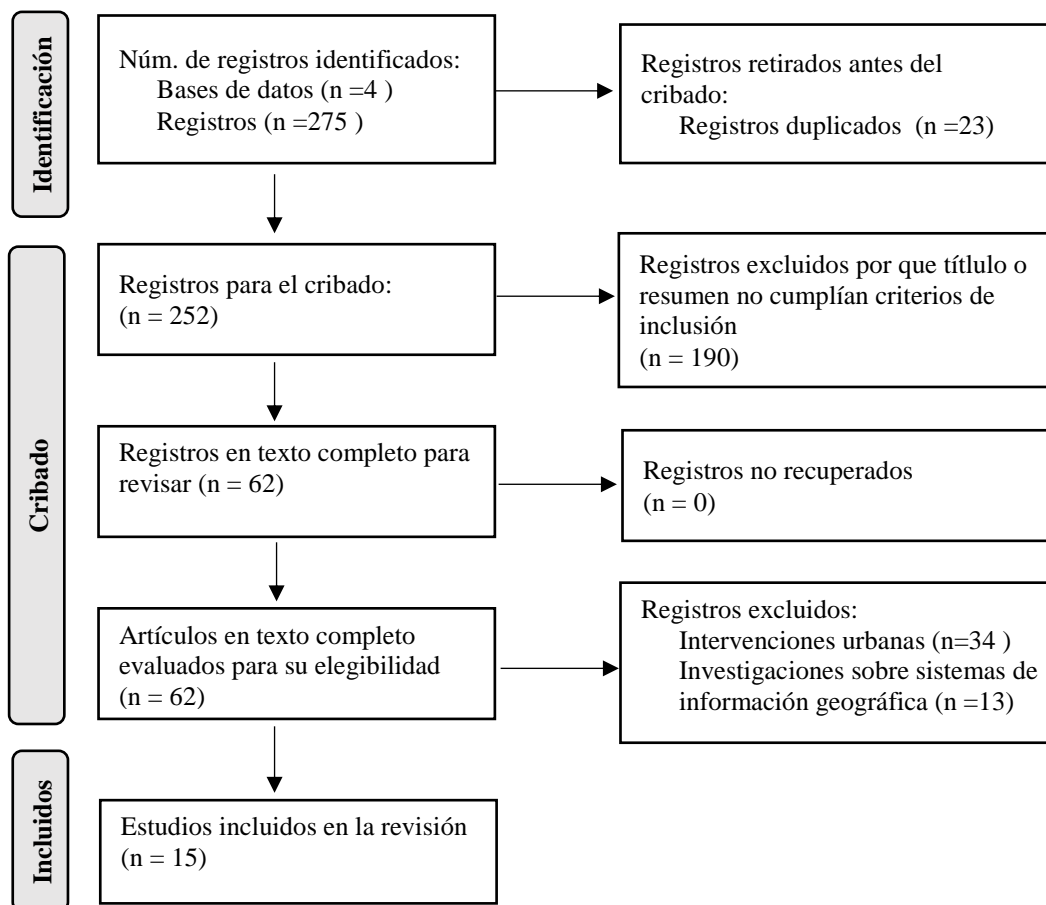 Identificación
Núm. de registros identificados:
Bases de datos (n =4 )
Registros (n =275 )
Registros retirados antes del
cribado:
Registros duplicados (n =23)
Cribado
Registros para el cribado:
(n = 252)
Registros excluidos por que títlulo o
resumen no cumplían criterios de
inclusión
(n = 190)
Registros en texto completo para
revisar (n = 62)
Registros no recuperados
(n = 0)
Artículos en texto completo
evaluados para su elegibilidad
(n = 62)
Registros excluidos:
Intervenciones urbanas (n=34 )
Investigaciones sobre sistemas de
información geográfica (n =13)
Incluidos
Estudios incluidos en la revisión
(n = 15)